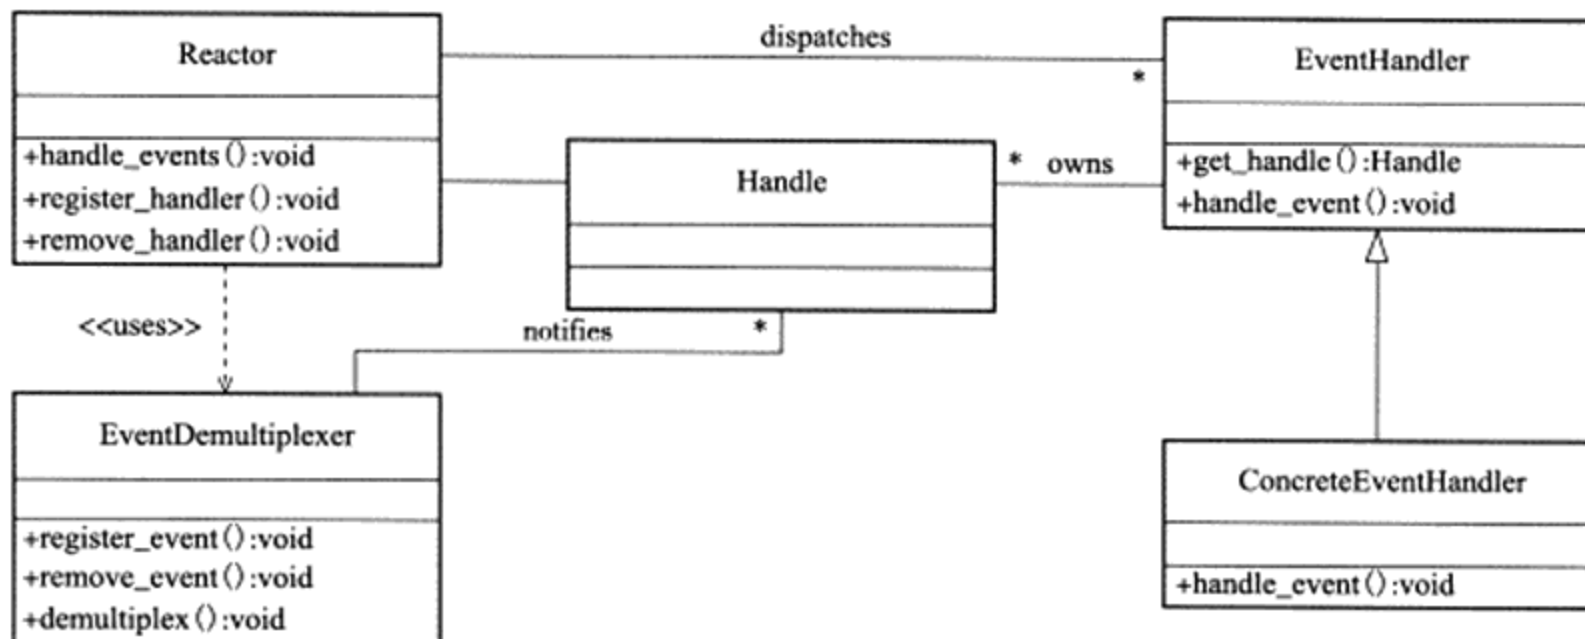 Reactor
+handle_events():void
+register_handler():void
+remove_handler():void
dispatches
*
EventHandler
+get_handle():Handle
+handle_event():void
Handle
* owns
<<uses>>
notifies *
EventDemultiplexer
+register_event():void
+remove_event():void
+demultiplex():void
ConcreteEventHandler
+handle_event():void